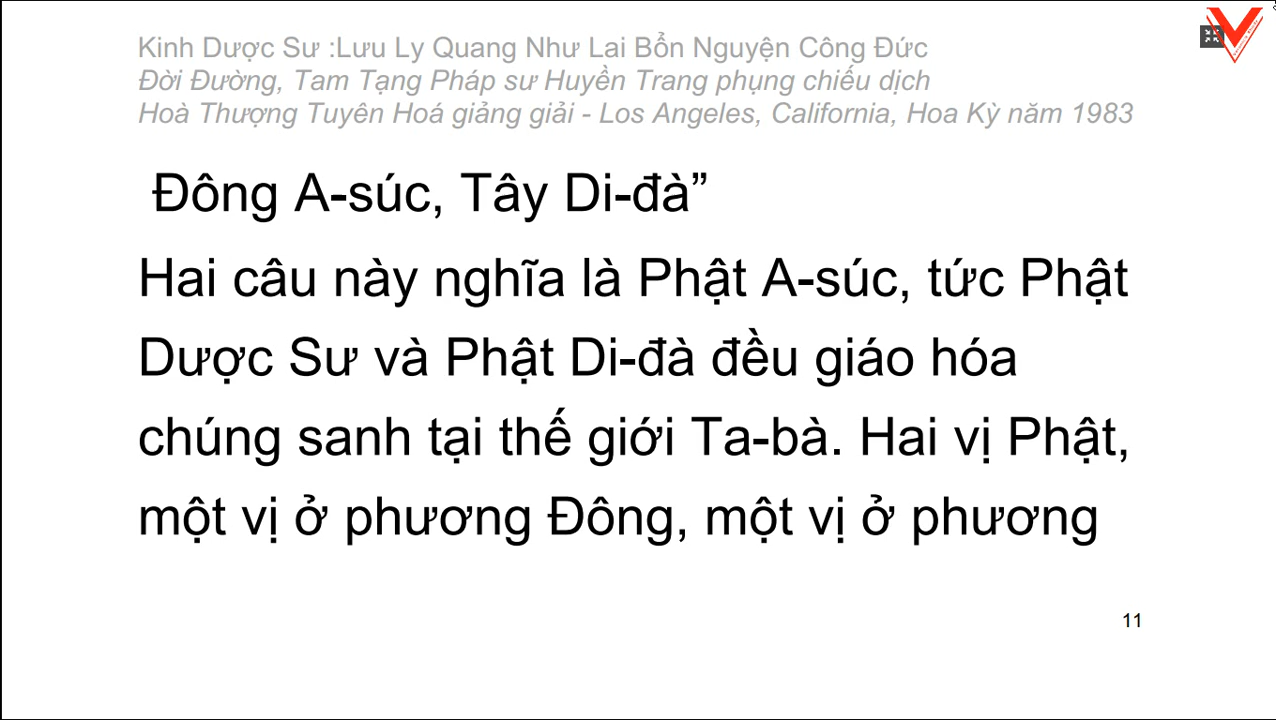 Kinh Dược Sư :Lưu Ly Quang Như Lai Bổn Nguyện Công Đức
Đời Đường, Tam Tạng Pháp sư Huyền Trang phụng chiếu dịch
Hoà Thượng Tuyên Hoá giảng giải - Los Angeles, California, Hoa Kỳ năm 1983
Đông A-súc, Tây Di-đà”
Hai câu này nghĩa là Phật A-súc, tức Phật
Dược Sư và Phật Di-đà đều giáo hóa
chúng sanh tại thế giới Ta-bà. Hai vị Phật,
một vị ở phương Đông, một vị ở phương
11